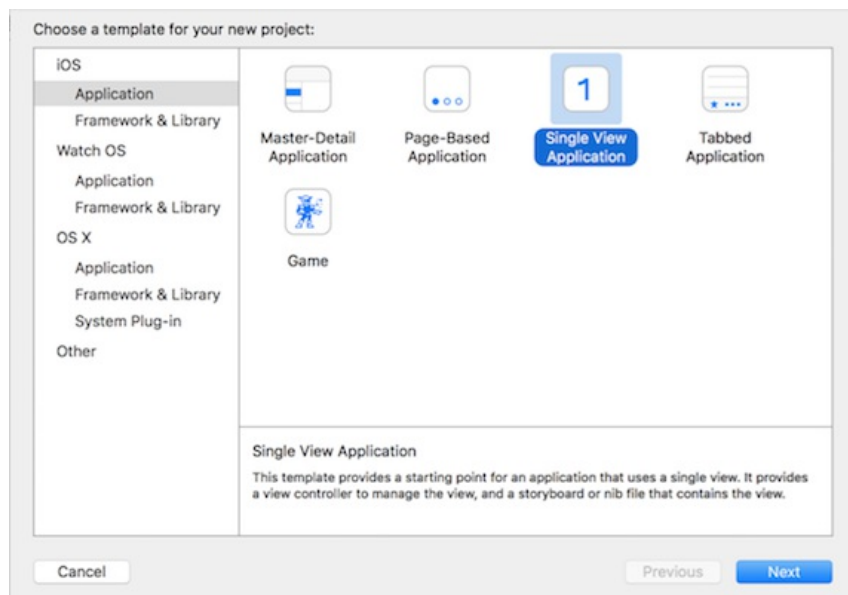 Choose a template for your new project:
iOS
Application
Framework & Library
Watch OS
Application
Framework & Library
OS X
Application
Framework & Library
System Plug-in
Other
Master-Detail
Application
Page-Based
Application
1
Single View
Application
Tabbed
Application
Game
Single View Application
This template provides a starting point for an application that uses a single view. It provides
a view controller to manage the view, and a storyboard or nib file that contains the view.
Cancel
Previous
Next